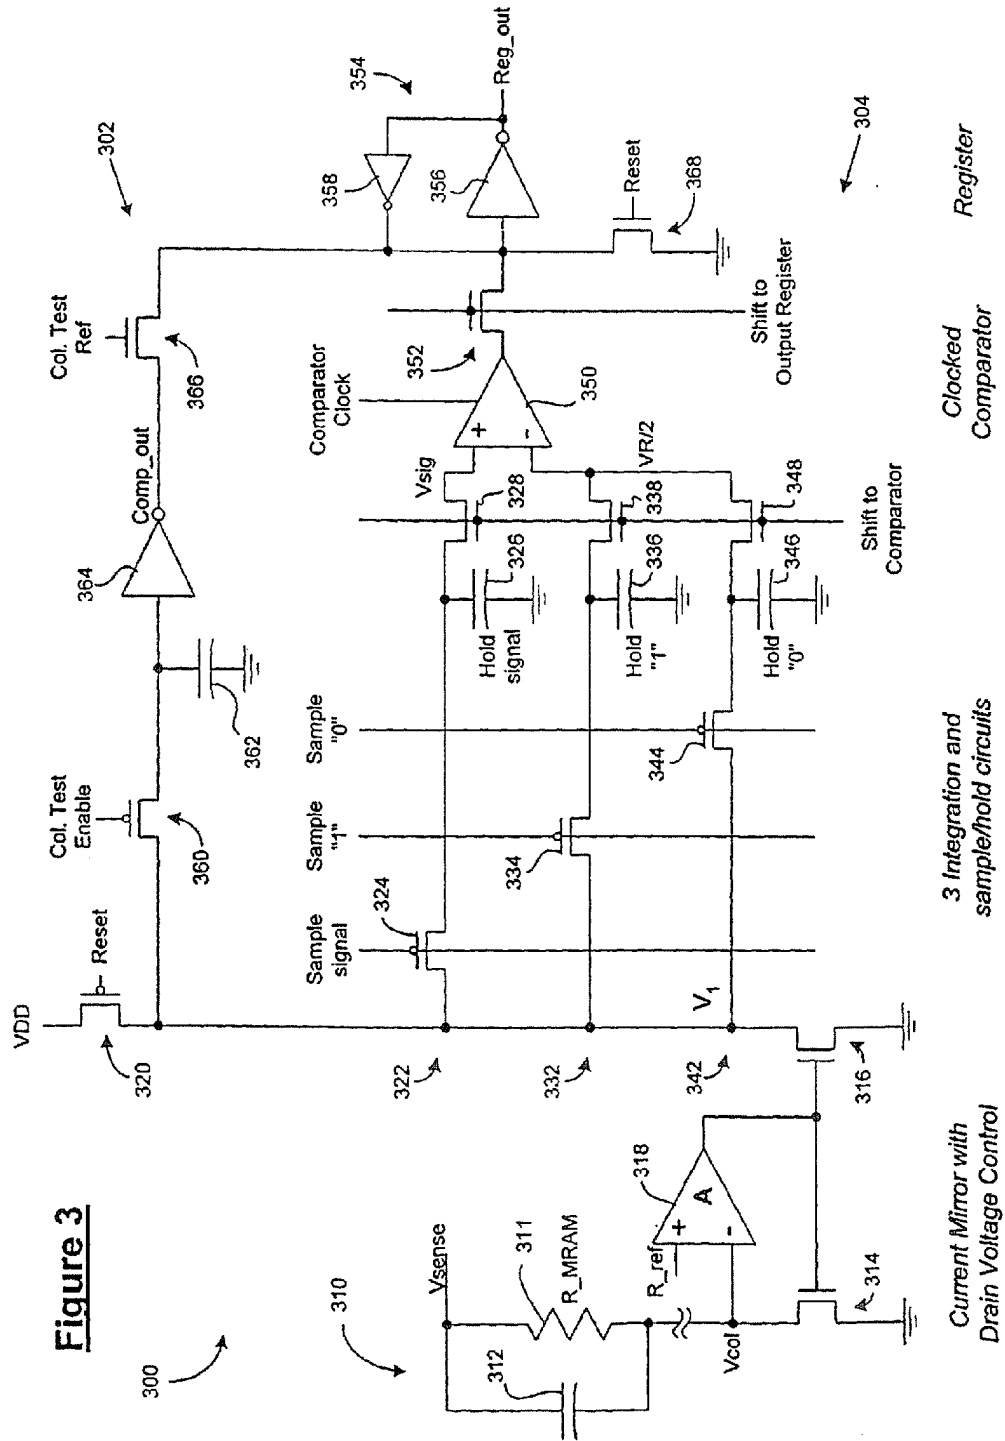 Figure 3
300
302
VDD
Reset
320
Col. Test
Enable
360
362
364
Comp_out
Col. Test
Ref
366
354
358
356
Reg_out
Reset
368
304
310
Vsense
311
R_MRAM
312
R_ref
+
-
A
318
Vcol
314
316
322
332
342
V1
Sample
signal
324
Sample
"1"
334
Sample
"0"
344
Hold
signal
326
328
Hold
"1"
336
338
Hold
"0"
346
348
Vsig
VR/2
+
-
350
352
Comparator
Clock
Shift to
Comparator
Shift to
Output Register
Current Mirror with
Drain Voltage Control
3 Integration and
sample/hold circuits
Clocked
Comparator
Register